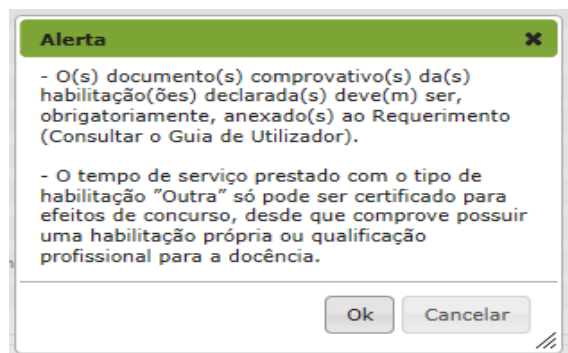 Alerta
- O(s) documento(s) comprovativo(s) da(s)
habilitação(ões) declarada(s) deve(m) ser,
obrigatoriamente, anexado(s) ao Requerimento
(Consultar o Guia de Utilizador).
- O tempo de serviço prestado com o tipo de
habilitação "Outra" só pode ser certificado para
efeitos de concurso, desde que comprove possuir
uma habilitação própria ou qualificação
profissional para a docência.
Ok Cancelar